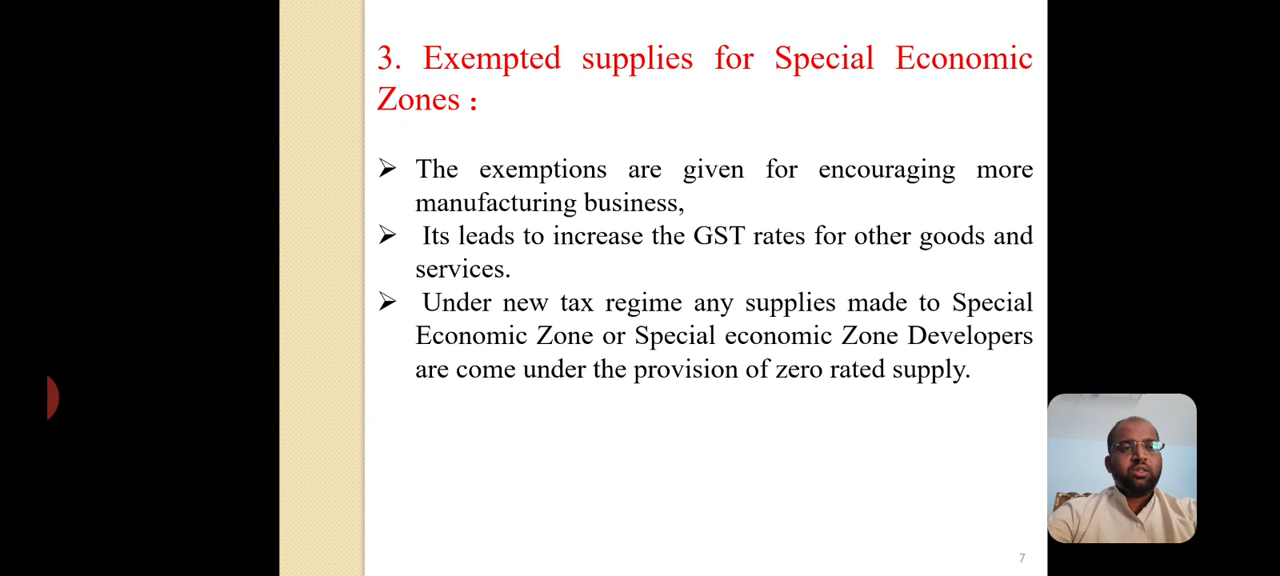 3. Exempted supplies for Special Economic
Zones :
➢ The exemptions are given for encouraging more
manufacturing business,
➢ Its leads to increase the GST rates for other goods and
services.
➢ Under new tax regime any supplies made to Special
Economic Zone or Special economic Zone Developers
are come under the provision of zero rated supply.
7